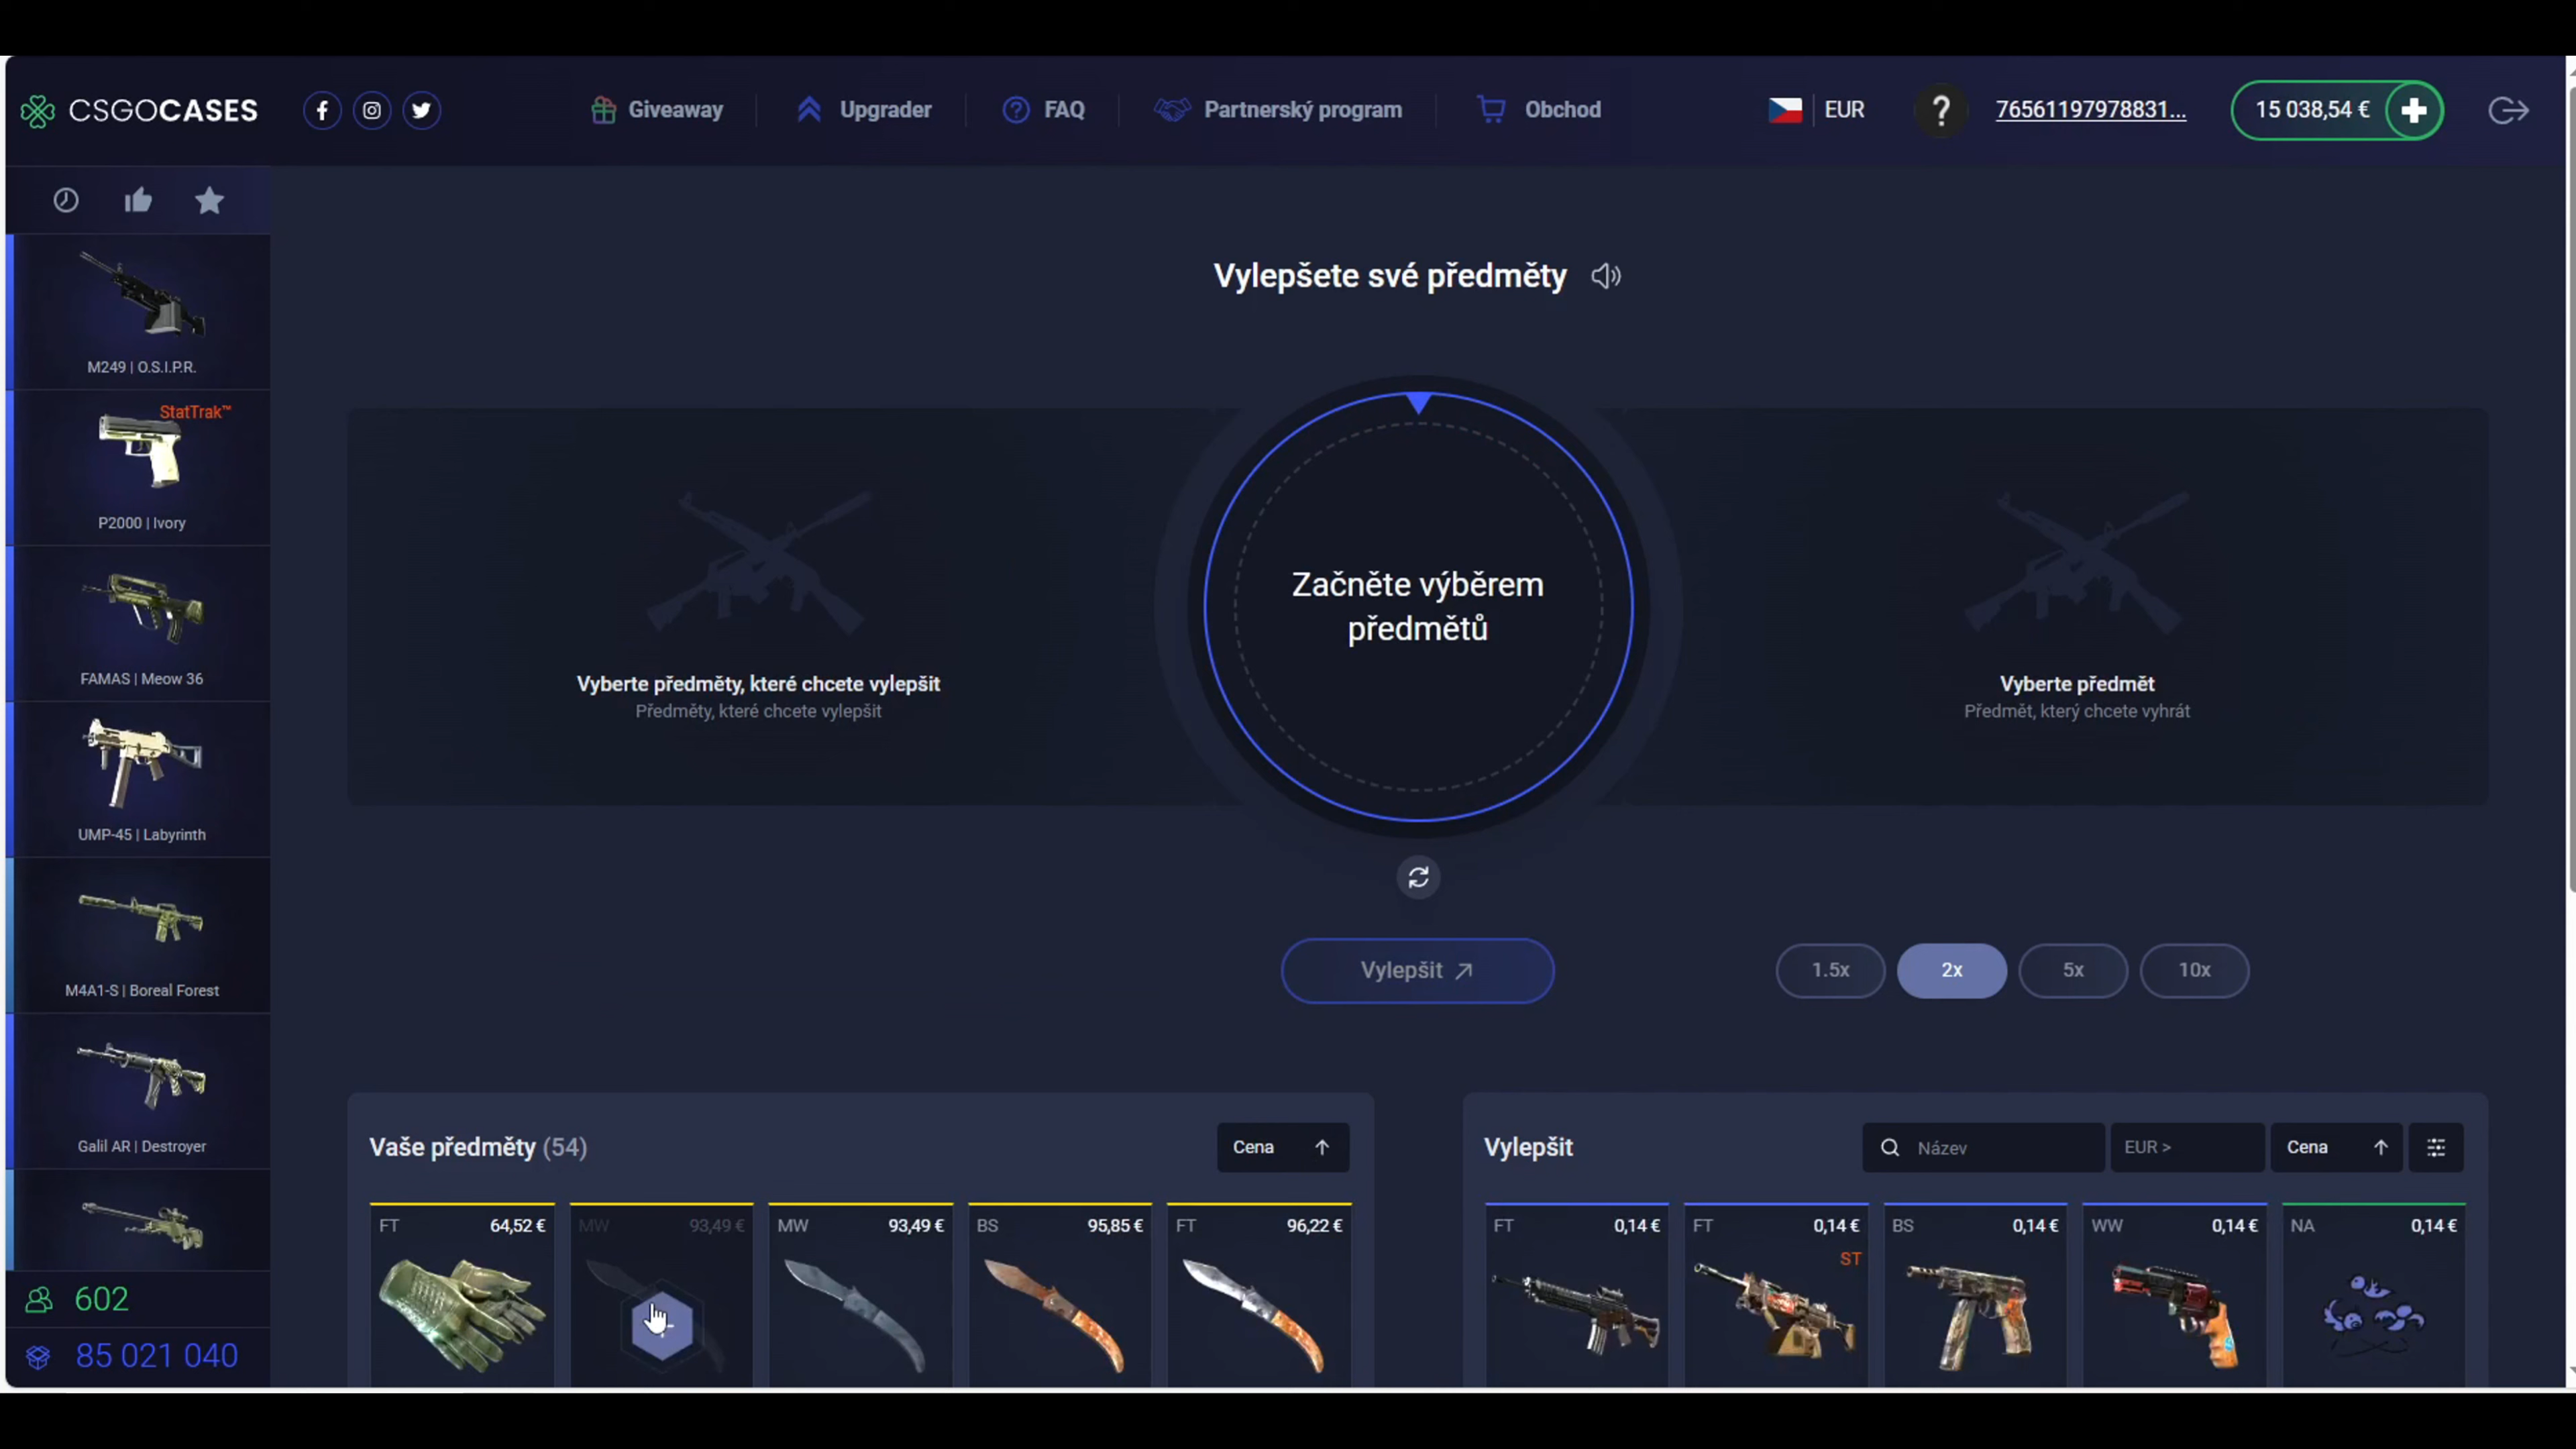 CSGOCASES
Giveaway
Upgrader
FAQ
Partnerský program
Obchod
EUR
?
76561197978831...
15 038,54 €
M249 | O.S.I.P.R.
StatTrak™
P2000 | Ivory
FAMAS | Meow 36
UMP-45 | Labyrinth
M4A1-S | Boreal Forest
Galil AR | Destroyer
602
85 021 040
Vylepšete své předměty
Vyberte předměty, které chcete vylepšit
Předměty, které chcete vylepšit
Začněte výběrem
předmětů
Vyberte předmět
Předmět, který chcete vyhrát
Vylepšit
1.5x
2x
5x
10x
Vaše předměty (54)
Cena
FT 64,52 €
MW 93,49 €
MW 93,49 €
BS 95,85 €
FT 96,22 €
Vylepšit
Název
EUR >
Cena
FT 0,14 €
FT 0,14 €
ST
BS 0,14 €
WW 0,14 €
NA 0,14 €